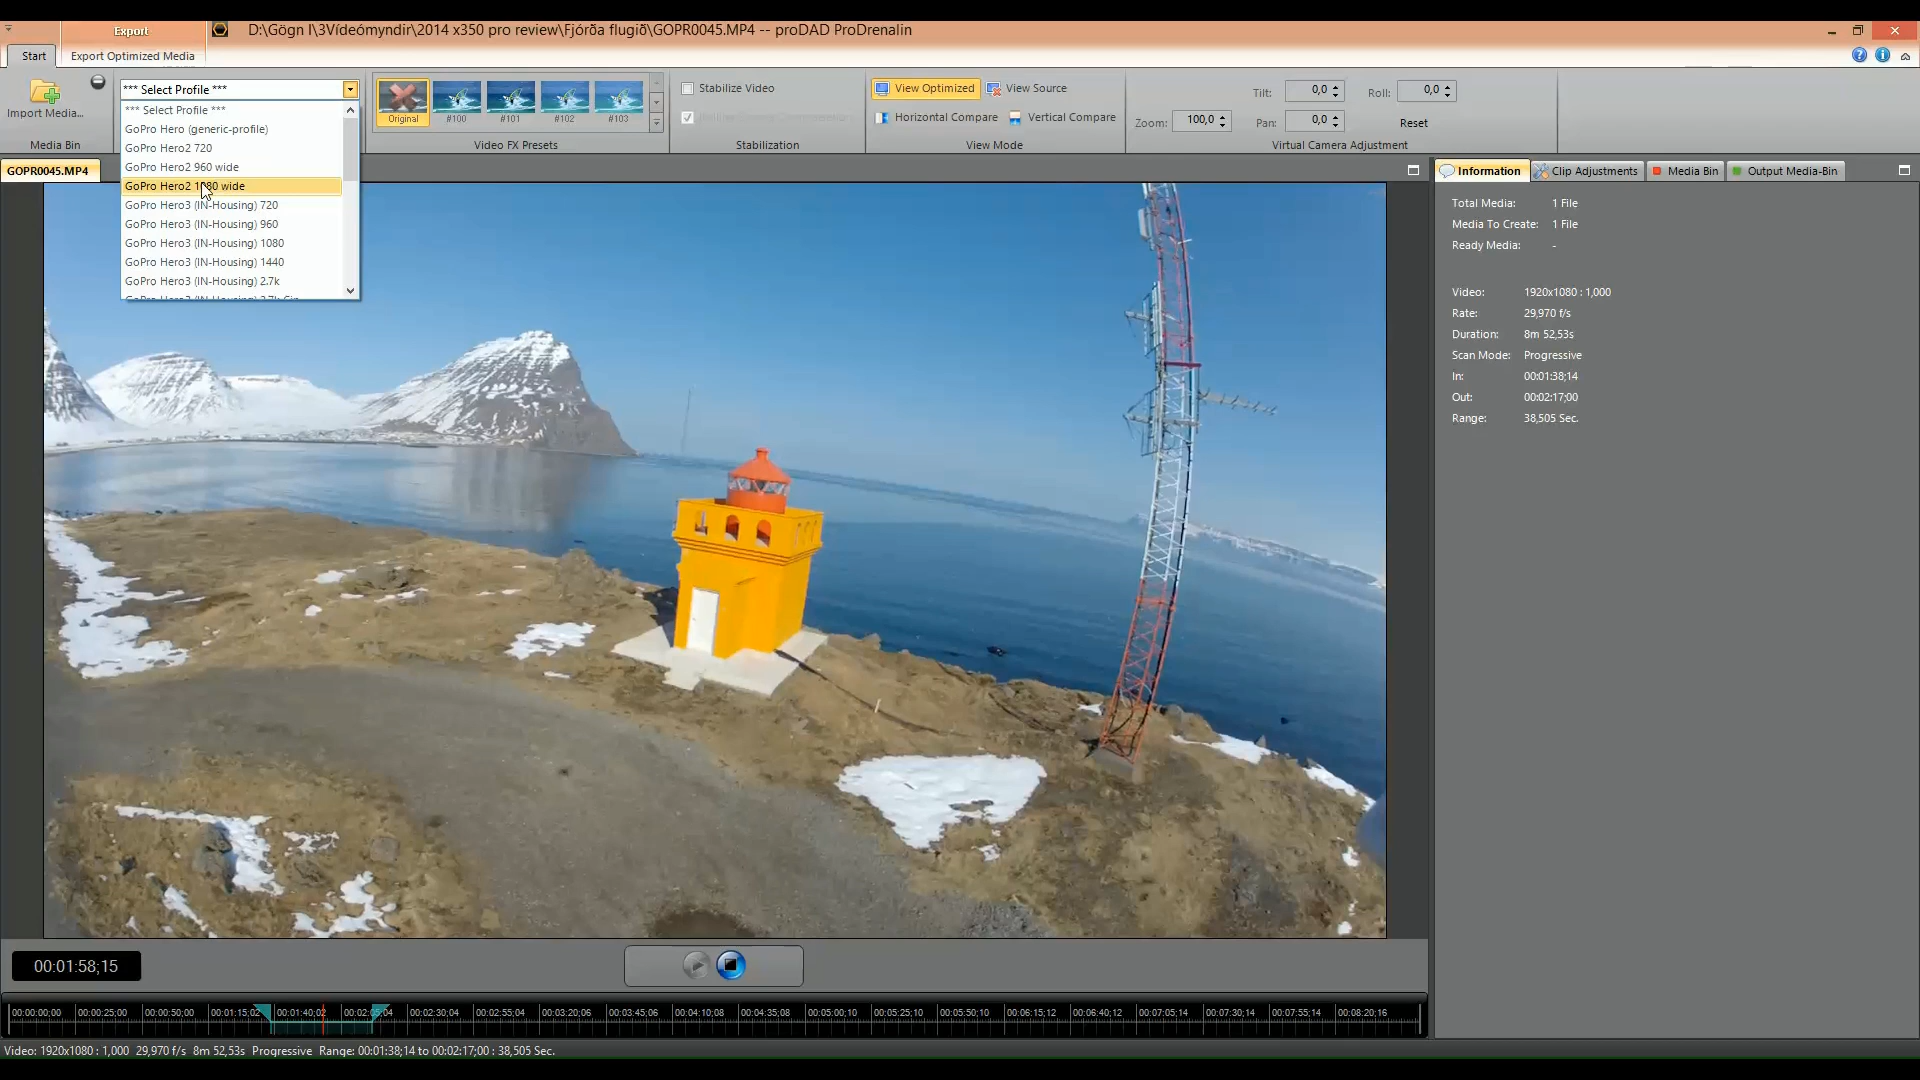 Export
D:\Gögn I\3Vídeómyndir\2014 x350 pro review\Fjórða flugið\GOPR0045.MP4 -- proDAD ProDrenalin
Start
Export Optimized Media
Import Media...
Media Bin
*** Select Profile ***
*** Select Profile ***
GoPro Hero (generic-profile)
GoPro Hero2 720
GoPro Hero2 960 wide
GoPro Hero2 1080 wide
GoPro Hero3 (IN-Housing) 720
GoPro Hero3 (IN-Housing) 960
GoPro Hero3 (IN-Housing) 1080
GoPro Hero3 (IN-Housing) 1440
GoPro Hero3 (IN-Housing) 2.7k
Original
#100
#101
#102
#103
Video FX Presets
Stabilize Video
Stabilization
View Optimized
View Source
Horizontal Compare
Vertical Compare
View Mode
Tilt: 0,0
Roll: 0,0
Zoom: 100,0
Pan: 0,0
Reset
Virtual Camera Adjustment
GOPR0045.MP4
Information
Clip Adjustments
Media Bin
Output Media-Bin
Total Media: 1 File
Media To Create: 1 File
Ready Media: -
Video: 1920x1080 : 1,000
Rate: 29,970 f/s
Duration: 8m 52,53s
Scan Mode: Progressive
In: 00:01:38;14
Out: 00:02:17;00
Range: 38,505 Sec.
00:01:58;15
00:00:00;00 00:00:25;00 00:00:50;00 00:01:15;02 00:01:40;02 00:02:05;04 00:02:30;04 00:02:55;04 00:03:20;06 00:03:45;06 00:04:10;08 00:04:35;08 00:05:00;10 00:05:25;10 00:05:50;10 00:06:15;12 00:06:40;12 00:07:05;14 00:07:30;14 00:07:55;14 00:08:20;16
Video: 1920x1080 : 1,000 29,970 f/s 8m 52,53s Progressive Range: 00:01:38;14 to 00:02:17;00 : 38,505 Sec.